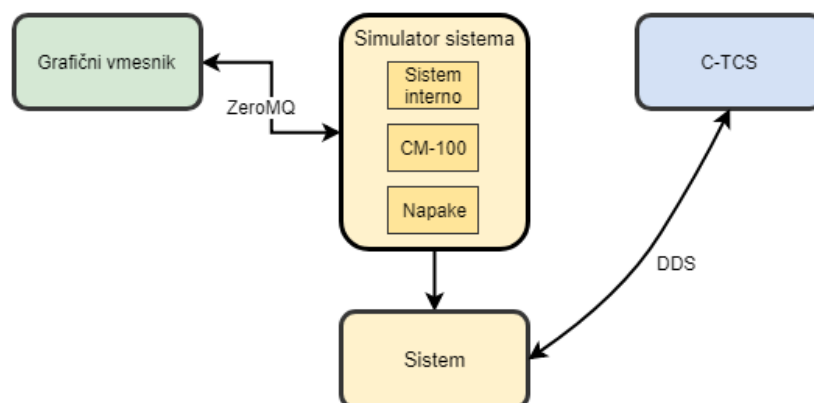 Grafični vmesnik
ZeroMQ
Simulator sistema
Sistem
interno
CM-100
Napake
C-TCS
DDS
Sistem